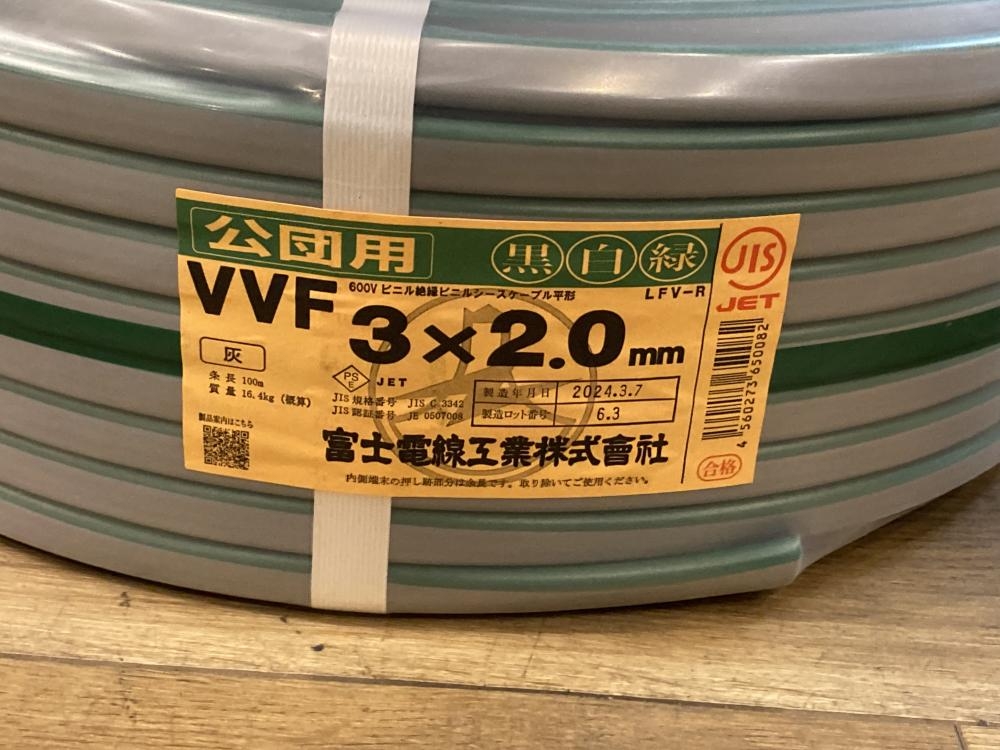 公団用 黒 白 緑
JIS
JET
VVF 600V ビニル絶縁ビニルシースケーブル平形 LFV-R
3×2.0mm
灰
条長 100m
質量 16.4kg (概算)
PS
E
JET
JIS 規格番号 JIS C 3342
JIS 認証番号 JE 0507008
製造年月日 2024.3.7
製造ロット番号 6.3
製品案内はこちら
富士電線工業株式會社
内側端末の押し跡部分は余長です。取り除いてご使用ください。
4 560273 650082
合格